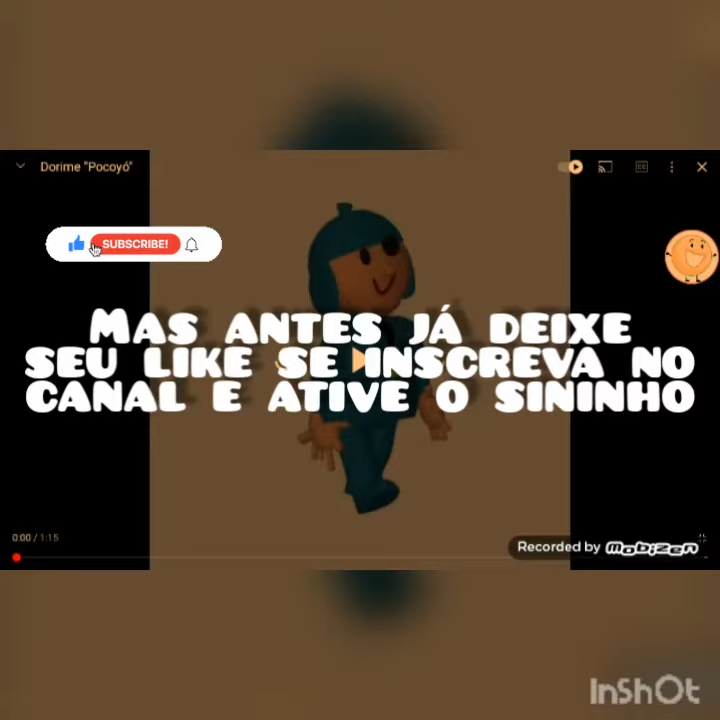 Dorime "Pocoyó"
CC
SUBSCRIBE!
Mas antes já deixe
seu like se inscreva no
canal e ative o sininho
0:00 / 1:15
Recorded by Mobizen
InShOt